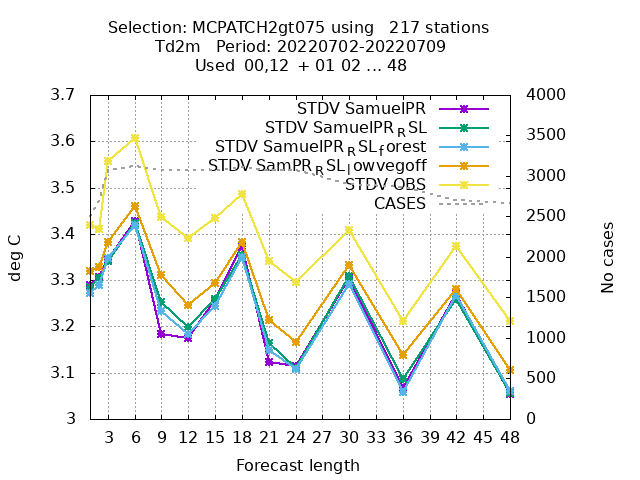 Selection: MCPATCH2gt075 using   217 stations
Td2m   Period: 20220702-20220709
Used  00,12  + 01 02 ... 48
STDV SamuelPR
STDV SamuelPR_RSL
STDV SamuelPR_RSL_forest
STDV SamPR_RSL_lowvegoff
STDV OBS
CASES
3.7
3.6
3.5
3.4
3.3
3.2
3.1
3
4000
3500
3000
2500
2000
1500
1000
500
0
deg C
No cases
3 6 9 12 15 18 21 24 27 30 33 36 39 42 45 48
Forecast length